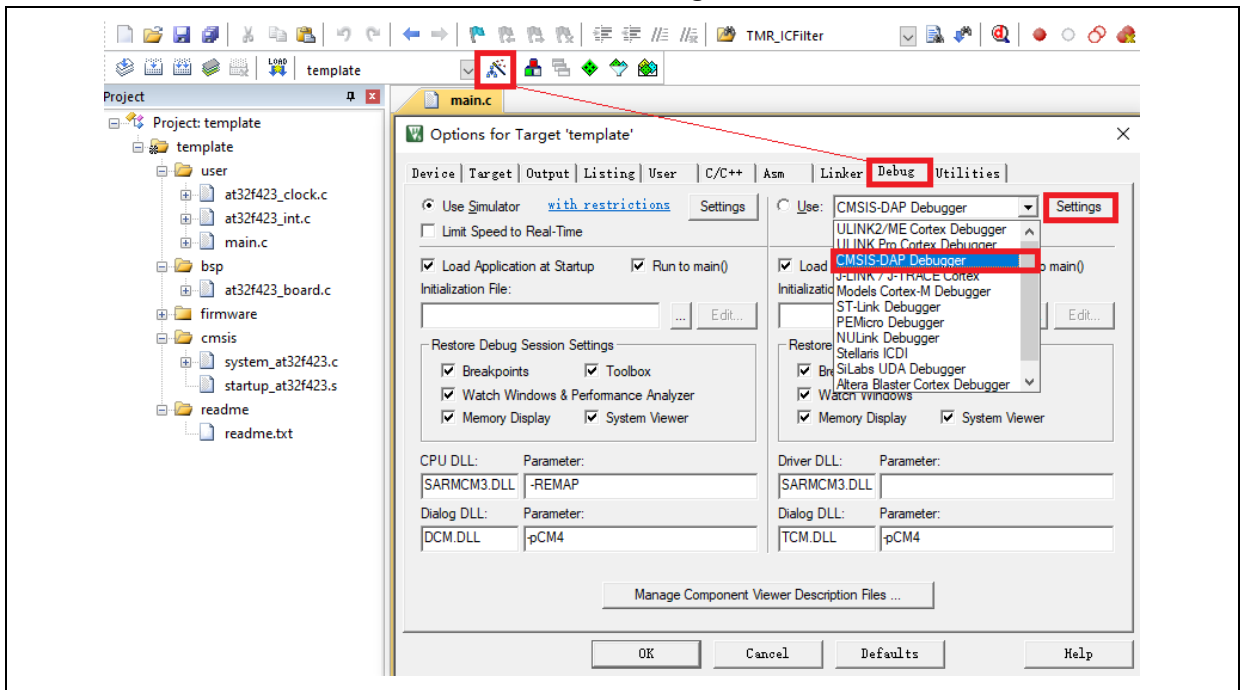 TMR_ICFilter
LOAD template
Project
main.c
Project: template
template
user
at32f423_clock.c
at32f423_int.c
main.c
bsp
at32f423_board.c
firmware
cmsis
system_at32f423.c
startup_at32f423.s
readme
readme.txt
Options for Target 'template'
Device Target Output Listing User C/C++ Asm Linker Debug Utilities
Use Simulator with restrictions Settings
Limit Speed to Real-Time
Use: CMSIS-DAP Debugger Settings
ULINK2/ME Cortex Debugger
ULINK Pro Cortex Debugger
CMSIS-DAP Debugger
J-LINK / J-TRACE Cortex
Models Cortex-M Debugger
ST-Link Debugger
PEMicro Debugger
NULink Debugger
Stellaris ICDI
SiLabs UDA Debugger
Altera Blaster Cortex Debugger
Load Application at Startup Run to main()
Initialization File:
... Edit...
Load o main()
Initializatio
Edit...
Restore Debug Session Settings
Breakpoints Toolbox
Watch Windows & Perfomance Analyzer
Memory Display System Viewer
Restore
Bre
Watch Windows
Memory Display System Viewer
CPU DLL: Parameter:
SARMCM3.DLL -REMAP
Dialog DLL: Parameter:
DCM.DLL -pCM4
Driver DLL: Parameter:
SARMCM3.DLL
Dialog DLL: Parameter:
TCM.DLL -pCM4
Manage Component Viewer Description Files ...
OK Cancel Defaults Help